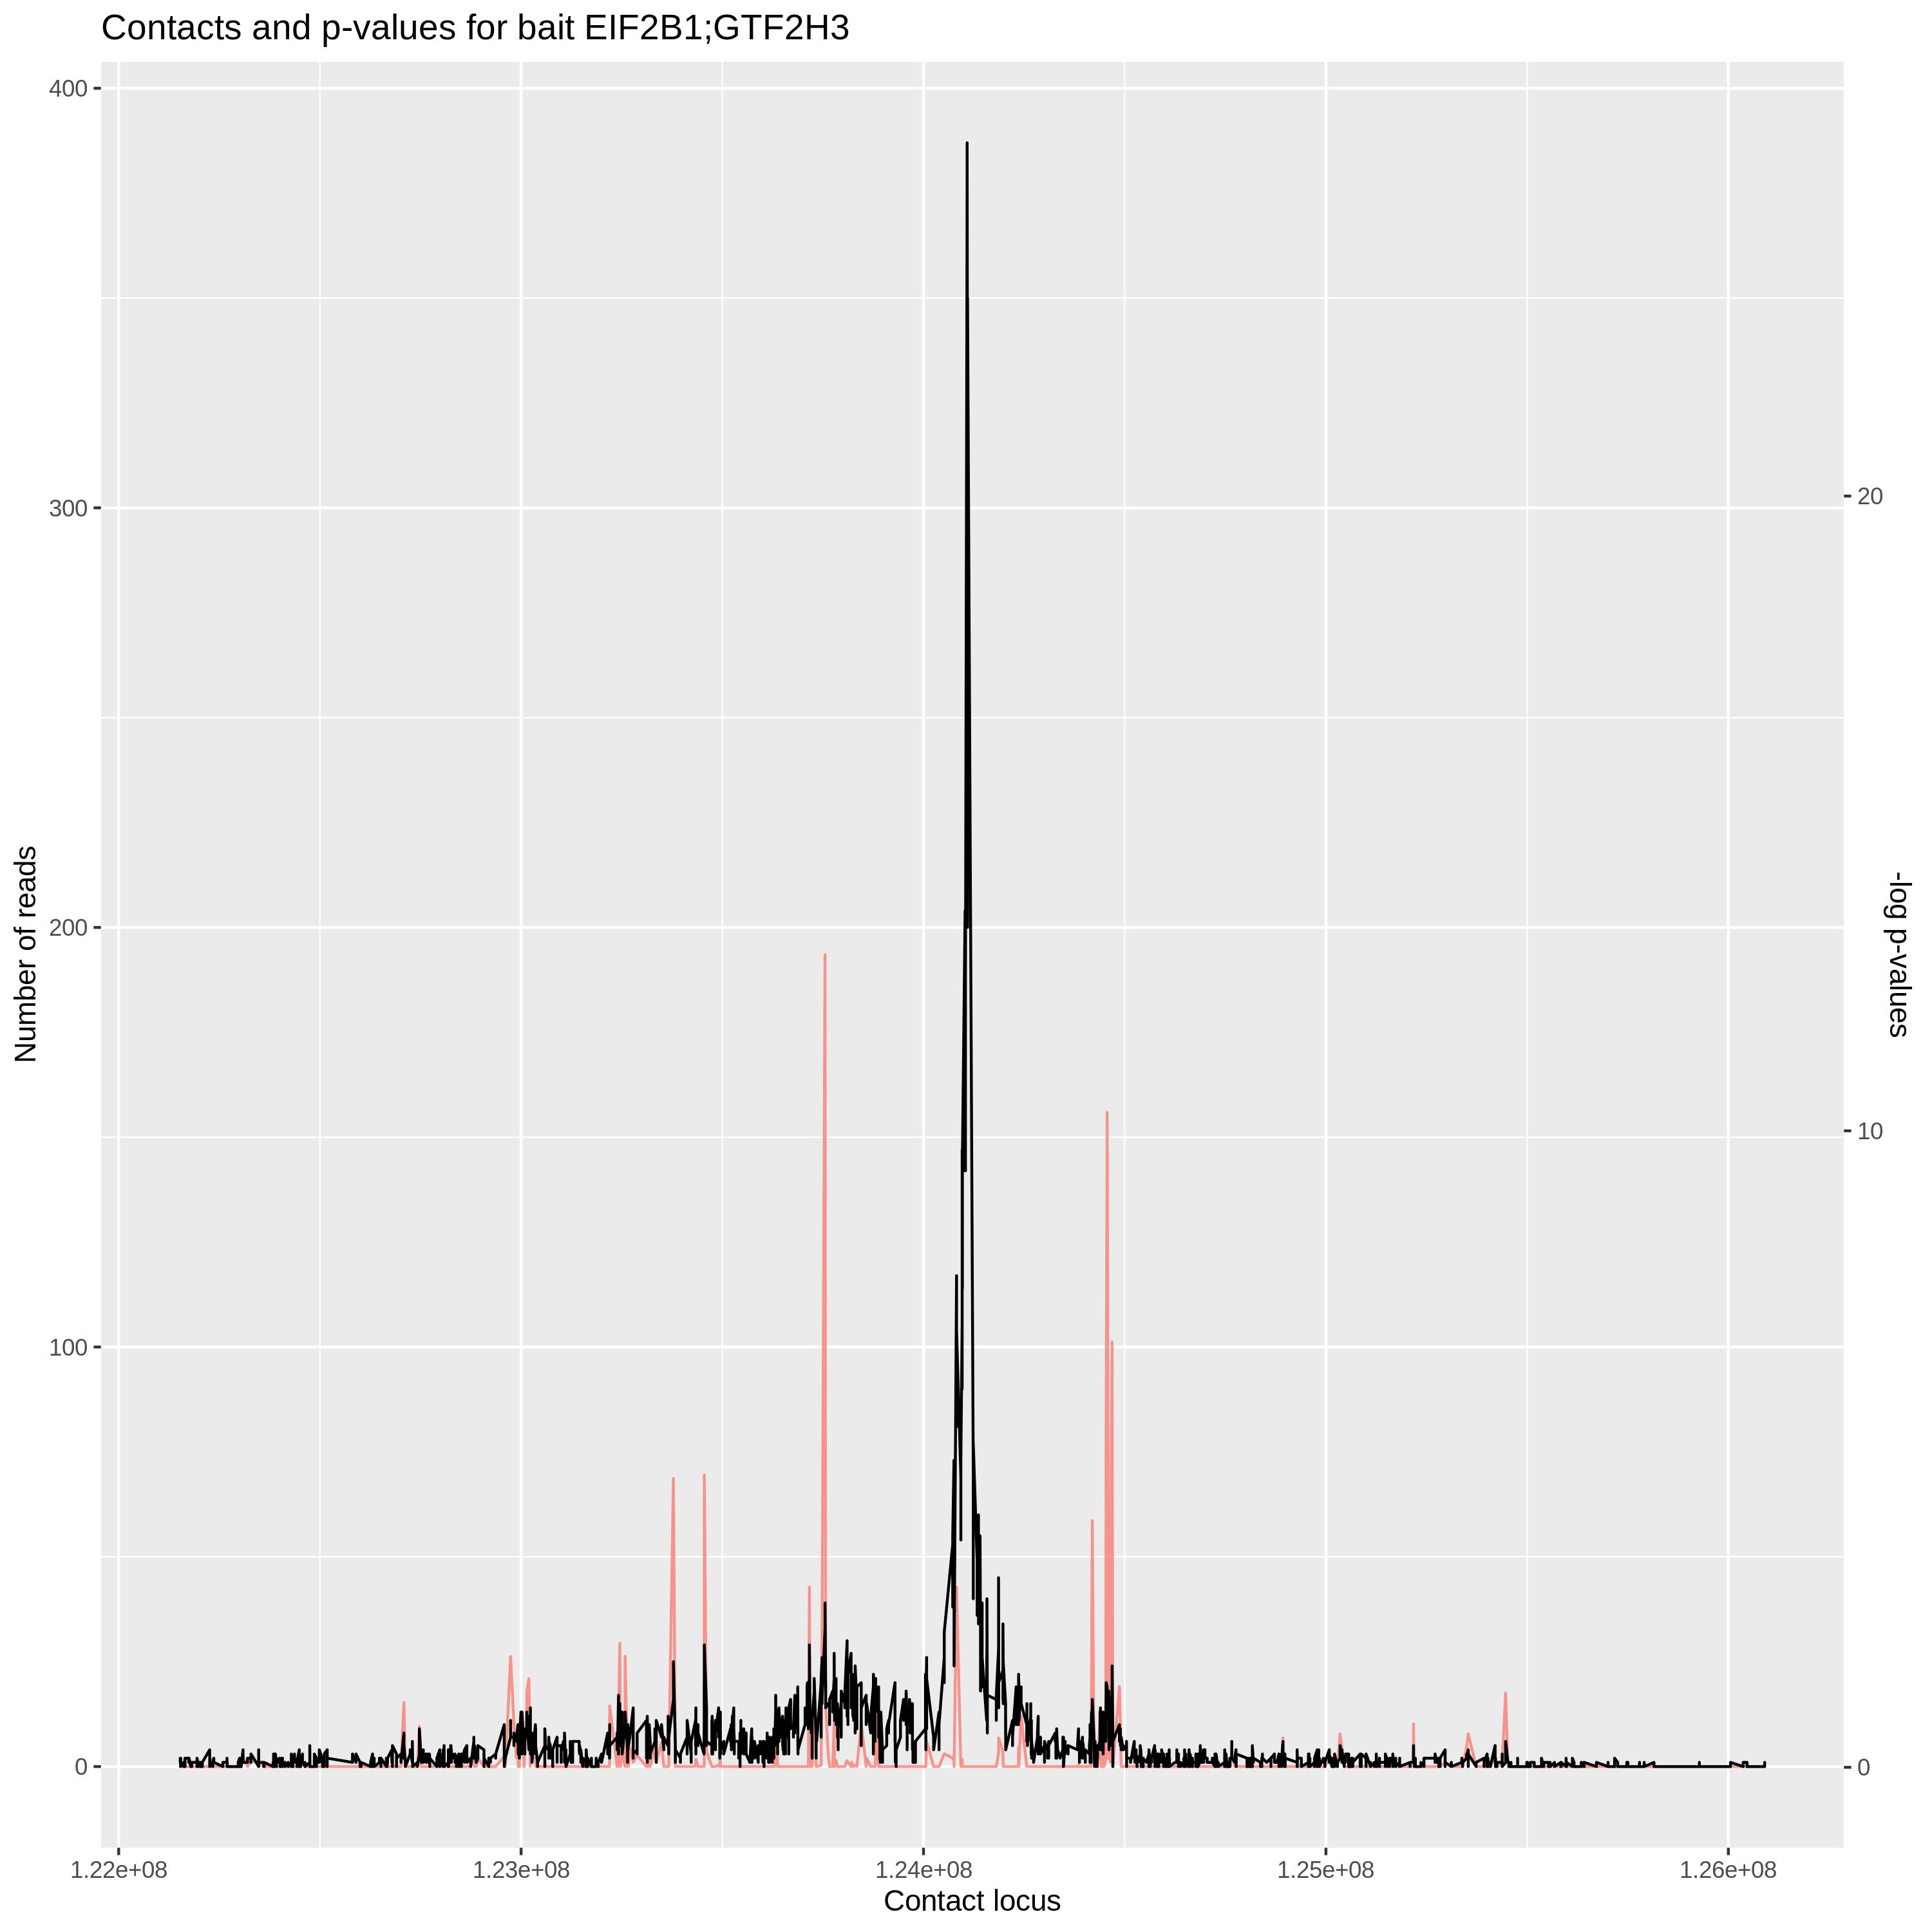 Contacts and p-values for bait EIF2B1;GTF2H3
400
300
200
100
0
20
10
0
Number of reads
-log p-values
1.22e+08 1.23e+08 1.24e+08 1.25e+08 1.26e+08
Contact locus